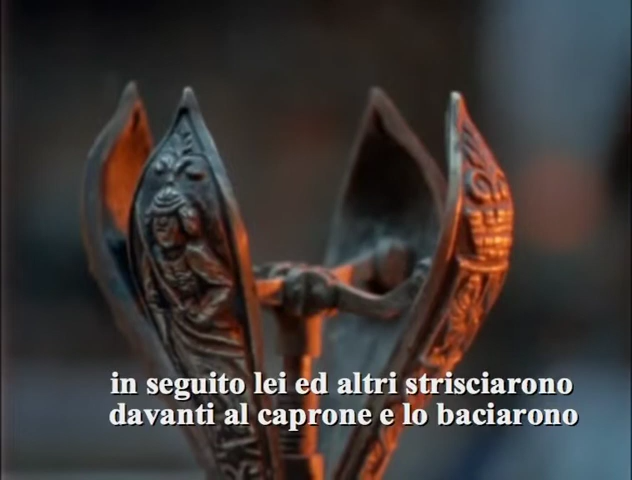 in seguito lei ed altri strisciarono
davanti al caprone e lo baciarono